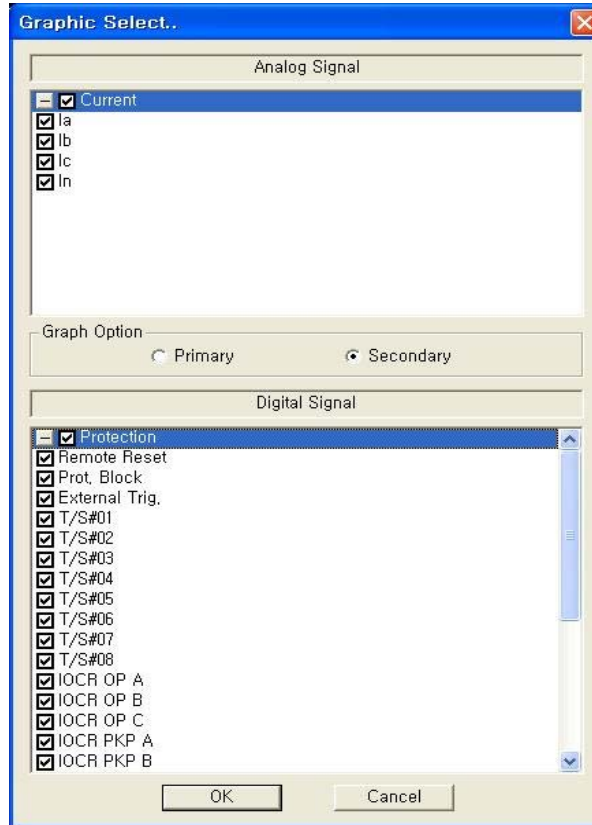 Graphic Select..
Analog Signal
Current
Ia
Ib
Ic
In
Graph Option
Primary
Secondary
Digital Signal
Protection
Remote Reset
Prot. Block
External Trig.
T/S#01
T/S#02
T/S#03
T/S#04
T/S#05
T/S#06
T/S#07
T/S#08
IOCR OP A
IOCR OP B
IOCR OP C
IOCR PKP A
IOCR PKP B
OK
Cancel